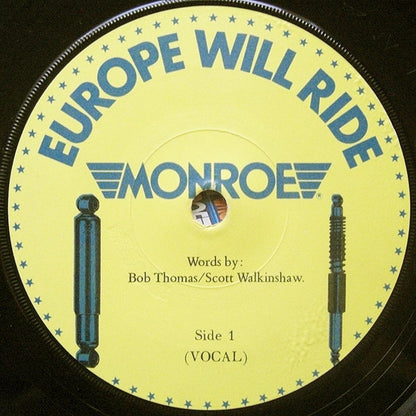 EUROPE WILL RIDE
MONROE
Words by:
Bob Thomas/Scott Walkinshaw.
Side 1
(VOCAL)